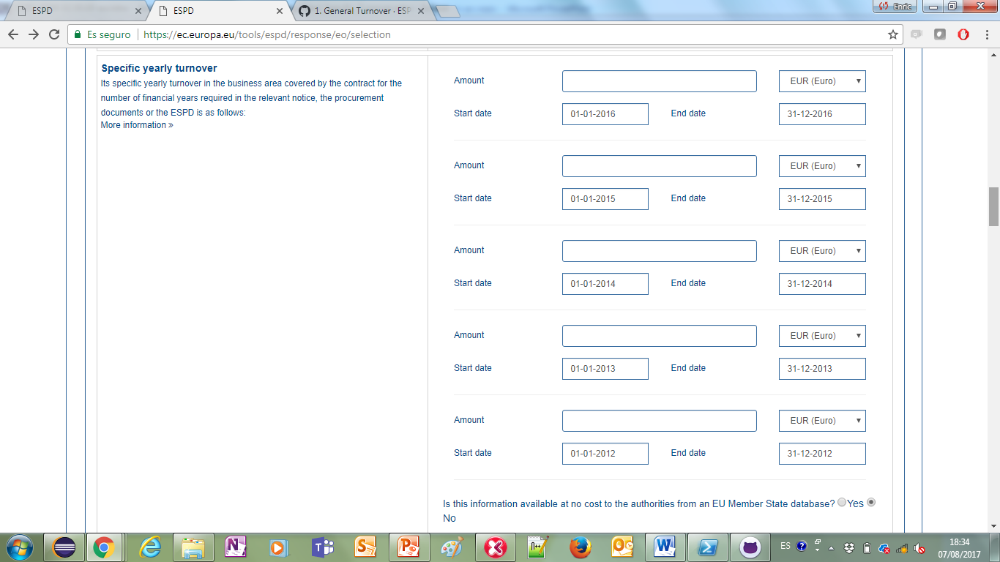 ESPD
ESPD
1. General Turnover · ESP
Enric
Es seguro
https://ec.europa.eu/tools/espd/response/eo/selection
Specific yearly turnover
Its specific yearly turnover in the business area covered by the contract for the
number of financial years required in the relevant notice, the procurement
documents or the ESPD is as follows:
More information »
Amount EUR (Euro)
Start date 01-01-2016 End date 31-12-2016
Amount EUR (Euro)
Start date 01-01-2015 End date 31-12-2015
Amount EUR (Euro)
Start date 01-01-2014 End date 31-12-2014
Amount EUR (Euro)
Start date 01-01-2013 End date 31-12-2013
Amount EUR (Euro)
Start date 01-01-2012 End date 31-12-2012
Is this information available at no cost to the authorities from an EU Member State database? Yes
No
ES
18:34
07/08/2017